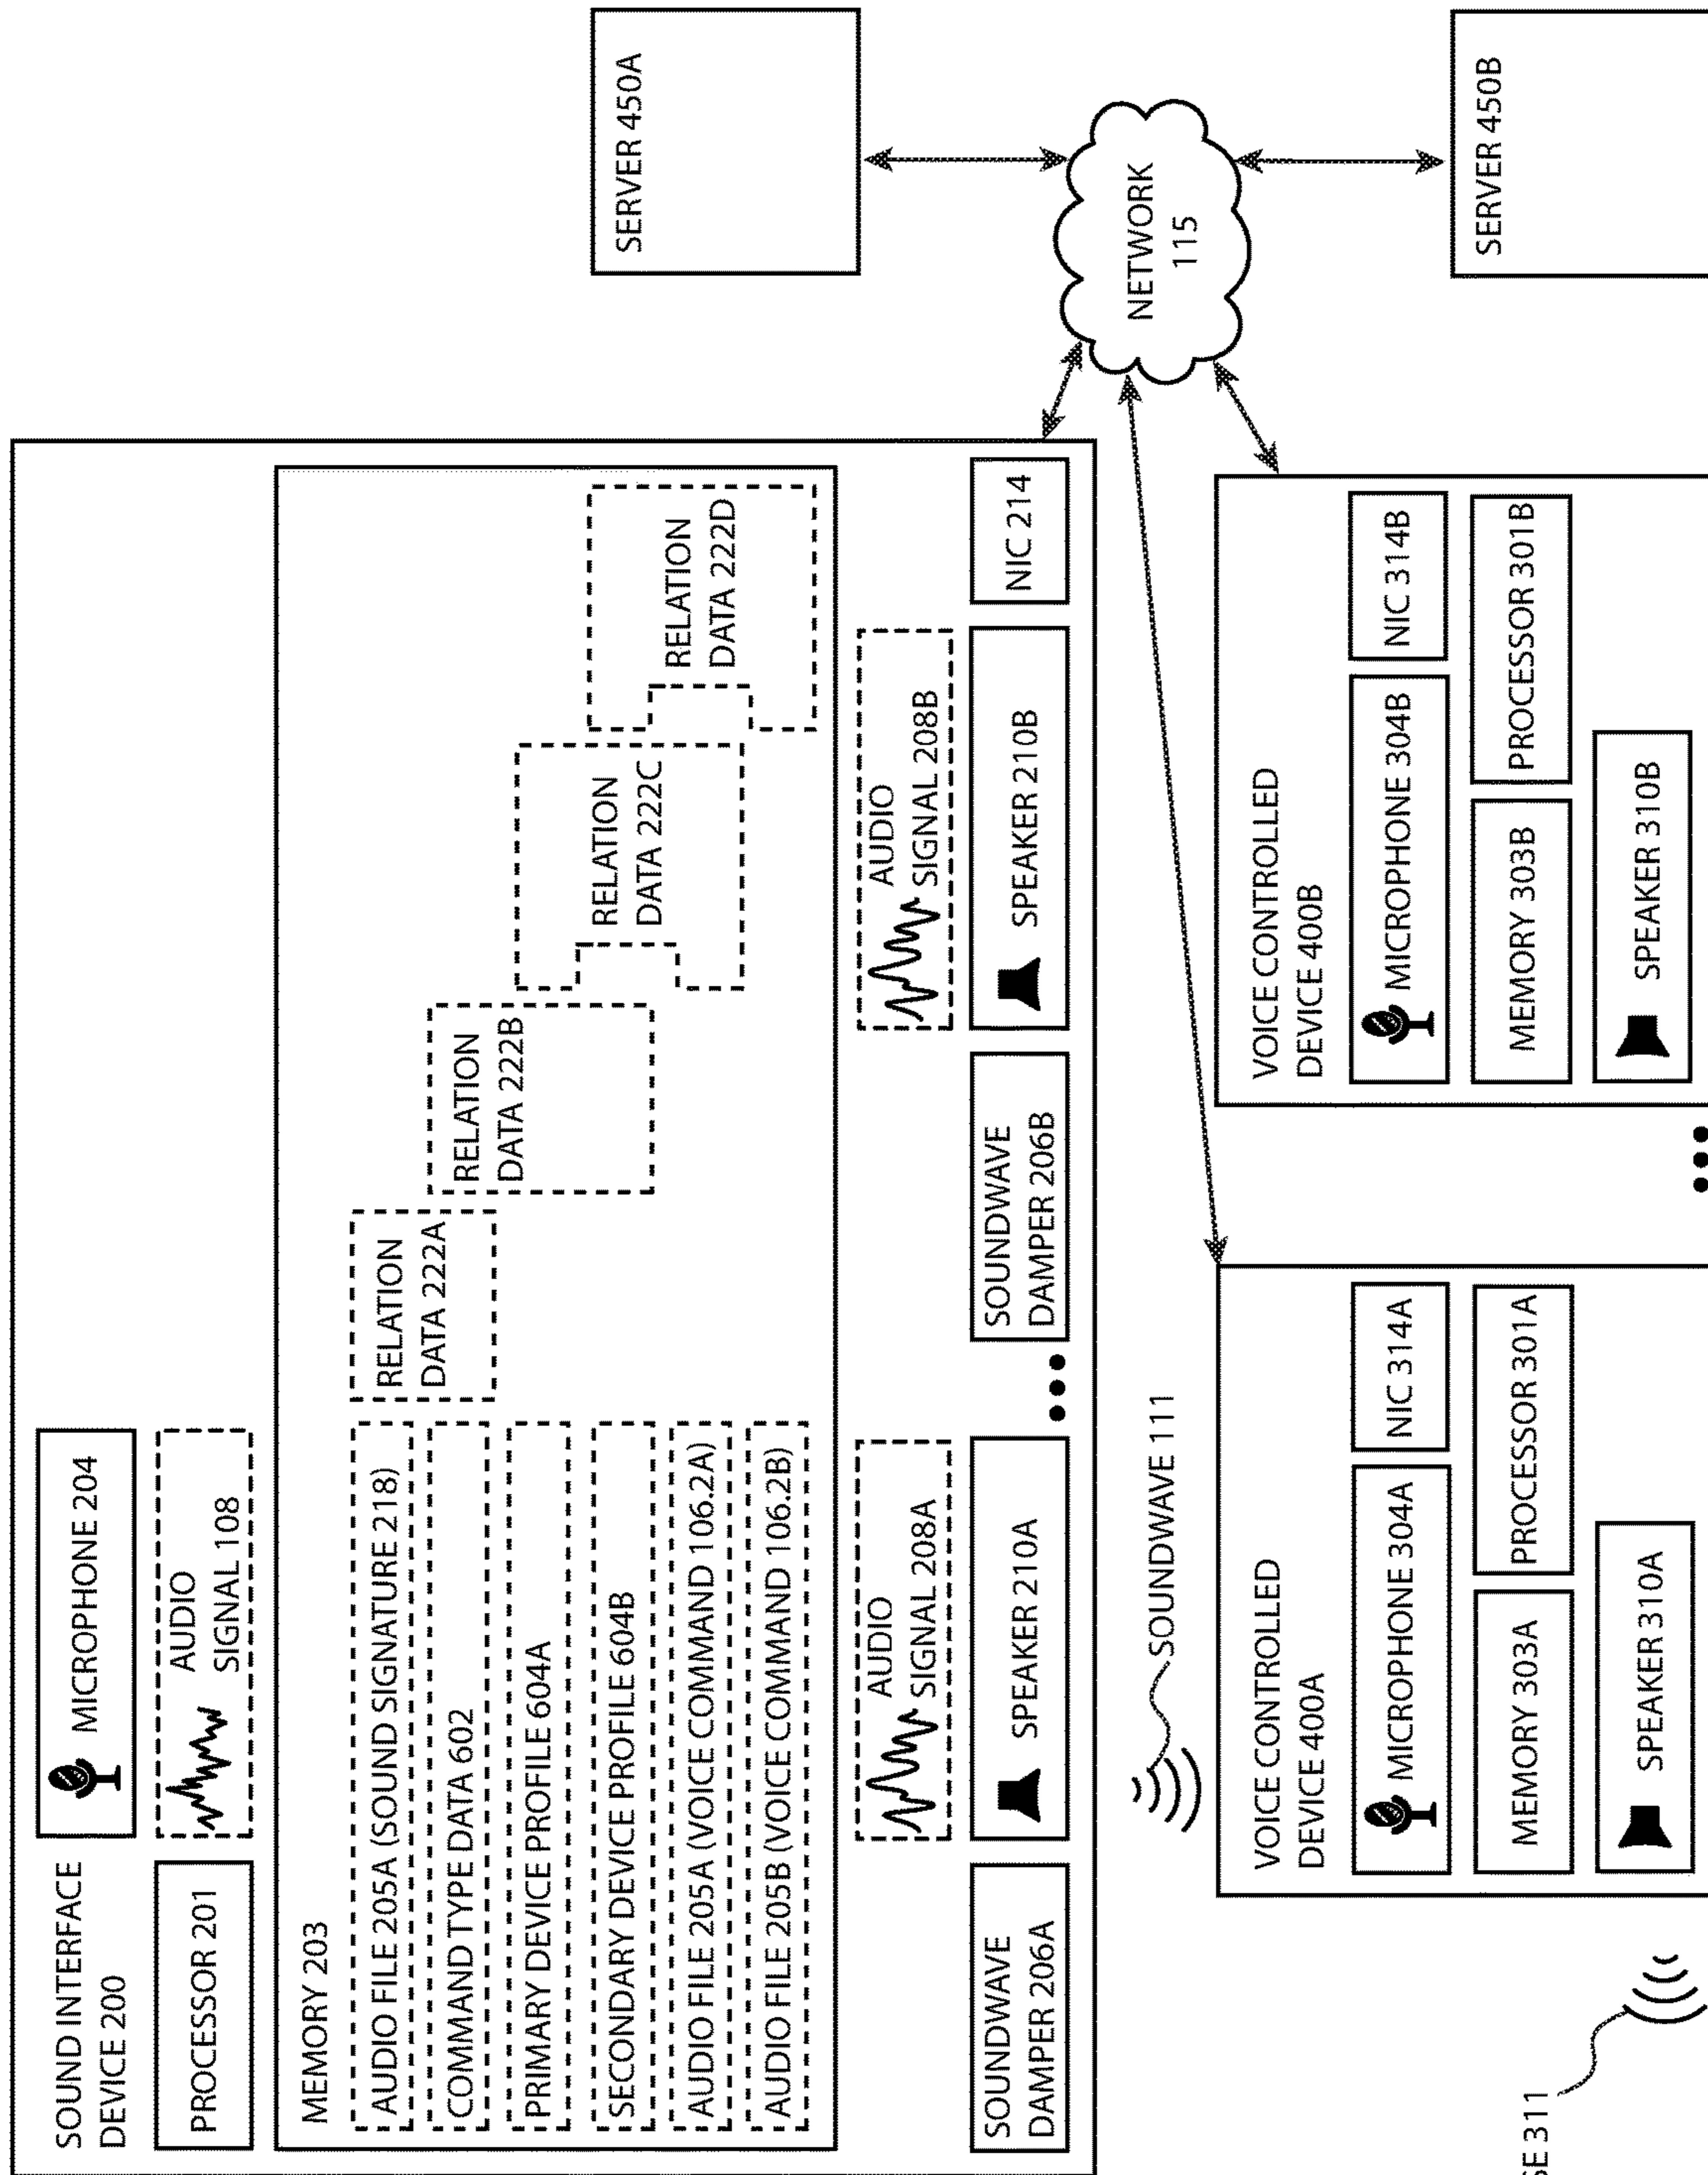 SOUND INTERFACE
DEVICE 200
MICROPHONE 204
PROCESSOR 201
AUDIO
SIGNAL 108
MEMORY 203
AUDIO FILE 205A (SOUND SIGNATURE 218)
COMMAND TYPE DATA 602
PRIMARY DEVICE PROFILE 604A
SECONDARY DEVICE PROFILE 604B
AUDIO FILE 205A (VOICE COMMAND 106.2A)
AUDIO FILE 205B (VOICE COMMAND 106.2B)
RELATION
DATA 222A
RELATION
DATA 222B
RELATION
DATA 222C
RELATION
DATA 222D
AUDIO
SIGNAL 208A
AUDIO
SIGNAL 208B
SOUNDWAVE
DAMPER 206A
SPEAKER 210A
SOUNDWAVE
DAMPER 206B
SPEAKER 210B
NIC 214
SOUNDWAVE 111
SERVER 450A
NETWORK
115
SERVER 450B
VOICE CONTROLLED
DEVICE 400A
MICROPHONE 304A
NIC 314A
MEMORY 303A
PROCESSOR 301A
SPEAKER 310A
VOICE CONTROLLED
DEVICE 400B
MICROPHONE 304B
NIC 314B
MEMORY 303B
PROCESSOR 301B
SPEAKER 310B
SE 311